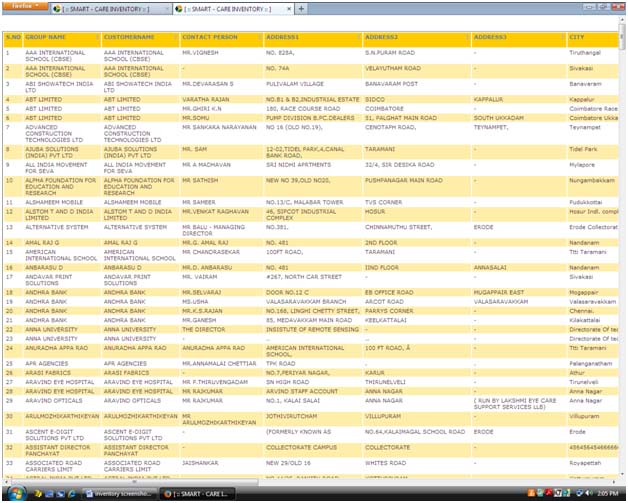 Firefox
[ :: SMART - CARE INVENTORY :: ]
[ :: SMART - CARE INVENTORY :: ]
S.NO GROUP NAME CUSTOMERNAME CONTACT PERSON ADDRESS1 ADDRESS2 ADDRESS3 CITY
1 AAA INTERNATIONAL SCHOOL (CBSE) AAA INTERNATIONAL SCHOOL (CBSE) MR.VIGNESH NO. 828A, S.N.PURAM ROAD - Tiruthangal
2 AAA INTERNATIONAL SCHOOL (CBSE) AAA INTERNATIONAL SCHOOL (CBSE) - NO. 74A VELAYUTHAM ROAD - Sivakasi
3 ABI SHOWATECH INDIA LTD ABI SHOWATECH INDIA LTD MR.DEVARASAN S PULIVALAM VILLAGE BANAVARAM POST - Banavaram
4 ABT LIMITED ABT LIMITED VARATHA RAJAN NO.B1 & B2,INDUSTRIAL ESTATE SIDCO KAPPALUR Kappalur
5 ABT LIMITED ABT LIMITED MR.GHIRI K.N 180, RACE COURSE ROAD COIMBATORE - Coimbatore Race
6 ABT LIMITED ABT LIMITED MR.SOMU PUMP DIVISION B.PC.DEALERS 51, PALGHAT MAIN ROAD SOUTH UKKADAM Coimbatore Ukka
7 ADVANCED CONSTRUCTION TECHNOLOGIES LTD ADVANCED CONSTRUCTION TECHNOLOGIES LTD MR SANKARA NARAYANAN NO 16 (OLD NO.19), CENOTAPH ROAD, TEYNAMPET, Teynampet
8 AJUBA SOLUTIONS (INDIA) PVT LTD AJUBA SOLUTIONS (INDIA) PVT LTD MR. SAM 12-02,TIDEL PARK,4,CANAL BANK ROAD, TARAMANI - Tidel Park
9 ALL INDIA MOVEMENT FOR SEVA ALL INDIA MOVEMENT FOR SEVA MR A MADHAVAN SRI NIDHI APRTMENTS 32/4, SIR DESIKA ROAD - Mylapore
10 ALPHA FOUNDATION FOR EDUCATION AND RESEARCH ALPHA FOUNDATION FOR EDUCATION AND RESEARCH MR SATHISH NEW NO 39,OLD NO20, PUSHPANAGAR MAIN ROAD - Nungambakkam
11 ALSHAMEEM MOBILE ALSHAMEEM MOBILE MR SAMEER NO.13/C, MALABAR TOWER TVS CORNER - Pudukkottai
12 ALSTOM T AND D INDIA LIMITED ALSTOM T AND D INDIA LIMITED MR.VENKAT RAGHAVAN 46, SIPCOT INDUSTRIAL COMPLEX HOSUR - Hosur Indl. compl
13 ALTERNATIVE SYSTEM ALTERNATIVE SYSTEM MR BALU - MANAGING DIRECTOR NO.381, CHINNAMUTHU STREET, ERODE Erode Collectorat
14 AMAL RAJ G AMAL RAJ G MR.G. AMAL RAJ NO. 481 2ND FLOOR - Nandanam
15 AMERICAN INTERNATIONAL SCHOOL AMERICAN INTERNATIONAL SCHOOL MR CHANDRASEKAR 100FT ROAD, TARAMANI - Ttti Taramani
16 ANBARASU D ANBARASU D MR.D. ANBARASU NO. 481 IIND FLOOR ANNASALAI Nandanam
17 ANDAVAR PRINT SOLUTIONS ANDAVAR PRINT SOLUTIONS MR. VAIRAM #267, NORTH CAR STREET - - Sivakasi
18 ANDHRA BANK ANDHRA BANK MR.SELVARAJ DOOR NO.12 C EB OFFICE ROAD MUGAPPAIR EAST Mogappair
19 ANDHRA BANK ANDHRA BANK MS-USHA VALASARAVAKKAM BRANCH ARCOT ROAD VALASARAVAKKAM Valasaravakkam
20 ANDHRA BANK ANDHRA BANK MR.K.S.RAJAN NO.168, LINGHI CHETTY STREET, PARRYS CORNER - Chennai.
21 ANDHRA BANK ANDHRA BANK MR.GANESH 85, MEDAVAKKAM MAIN ROAD KEELKATTALAI - Kilakattalai
22 ANNA UNIVERSITY ANNA UNIVERSITY THE DIRECTOR INSISTUTE OF REMOTE SENSING - - Directorate Of te
23 ANNA UNIVERSITY ANNA UNIVERSITY - - - - Directorate Of te
24 ANURADHA APPA RAO ANURADHA APPA RAO ANURADHA APPA RAO AMERICAN INTERNATIONAL SCHOOL, 100 FT ROAD, Â - Ttti Taramani
25 APR AGENCIES APR AGENCIES MR,ANNAMALAI CHETTIAR TPK ROAD - - Palanganatham
26 ARASI FABRICS ARASI FABRICS - NO.7,PERIYAR NAGAR, KARUR - Athur
27 ARAVIND EYE HOSPITAL ARAVIND EYE HOSPITAL MR F.THIRUVENGADAM SN HIGH ROAD THIRUNELVELI - Tirunelveli
28 ARAVIND EYE HOSPITAL ARAVIND EYE HOSPITAL MR RAJKUMAR ARVIND STAFF ACCOUNT ANNA NAGAR - Anna Nagar
29 ARAVIND OPTICALS ARAVIND OPTICALS MR RAJKUMAR NO.1, KALAI SALAI ANNA NAGAR ( RUN BY LAKSHMI EYE CARE SUPPORT SERVICES LLB) Anna Nagar
30 ARULMOZHIKARTHIKEYAN ARULMOZHIKARTHIKEYAN MR ARULMOZHIKARTHIKEYAN JOTHIVIRUTCHAM VILLUPURAM - Villupuram
31 ASCENT E-DIGIT SOLUTIONS PVT LTD ASCENT E-DIGIT SOLUTIONS PVT LTD - (FORMERLY KNOWN AS NO.64,KALAIMAGAL SCHOOL ROAD ERODE Erode
32 ASSISTANT DIRECTOR PANCHAYAT ASSISTANT DIRECTOR PANCHAYAT - COLLECTORATE CAMPUS COLLECTORATE -
33 ASSOCIATED ROAD CARRIERS LIMIT ASSOCIATED ROAD CARRIERS LIMIT JAISHANKAR NEW 29/OLD 16 WHITES ROAD - Royapettah
inventory screensho...
[ :: SMART - CARE I...
2:05 PM